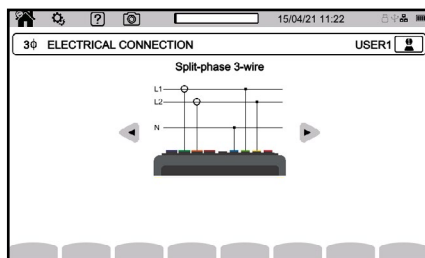 ? 15/04/21 11:22
3ϕ ELECTRICAL CONNECTION USER1
Split-phase 3-wire
L1
L2
N